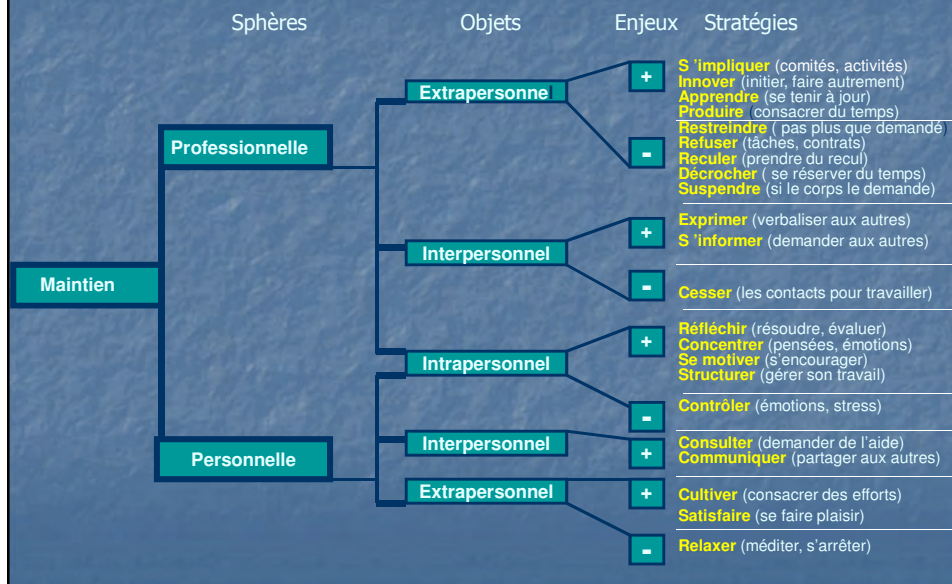 Sphères Objets Enjeux Stratégies
Maintien
Professionnelle
Extrapersonnel
+
S ’impliquer (comités, activités)
Innover (initier, faire autrement)
Apprendre (se tenir à jour)
Produire (consacrer du temps)
-
Restreindre ( pas plus que demandé)
Refuser (tâches, contrats)
Reculer (prendre du recul)
Décrocher ( se réserver du temps)
Suspendre (si le corps le demande)
Interpersonnel
+
Exprimer (verbaliser aux autres)
S ’informer (demander aux autres)
-
Cesser (les contacts pour travailler)
Intrapersonnel
+
Réfléchir (résoudre, évaluer)
Concentrer (pensées, émotions)
Se motiver (s’encourager)
Structurer (gérer son travail)
-
Contrôler (émotions, stress)
Personnelle
Interpersonnel
+
Consulter (demander de l’aide)
Communiquer (partager aux autres)
Extrapersonnel
+
Cultiver (consacrer des efforts)
Satisfaire (se faire plaisir)
-
Relaxer (méditer, s’arrêter)